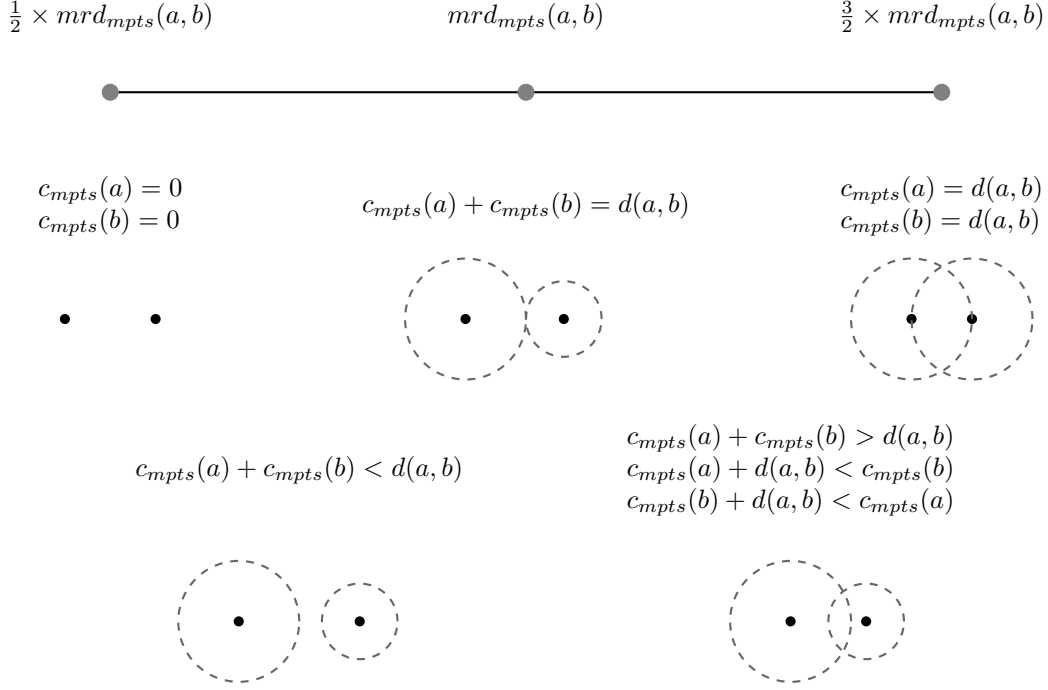 ½ × mrd_mpts(a, b)
mrd_mpts(a, b)
3/2 × mrd_mpts(a, b)
c_mpts(a) = 0
c_mpts(b) = 0
c_mpts(a) + c_mpts(b) = d(a, b)
c_mpts(a) = d(a, b)
c_mpts(b) = d(a, b)
c_mpts(a) + c_mpts(b) < d(a, b)
c_mpts(a) + c_mpts(b) > d(a, b)
c_mpts(a) + d(a, b) < c_mpts(b)
c_mpts(b) + d(a, b) < c_mpts(a)